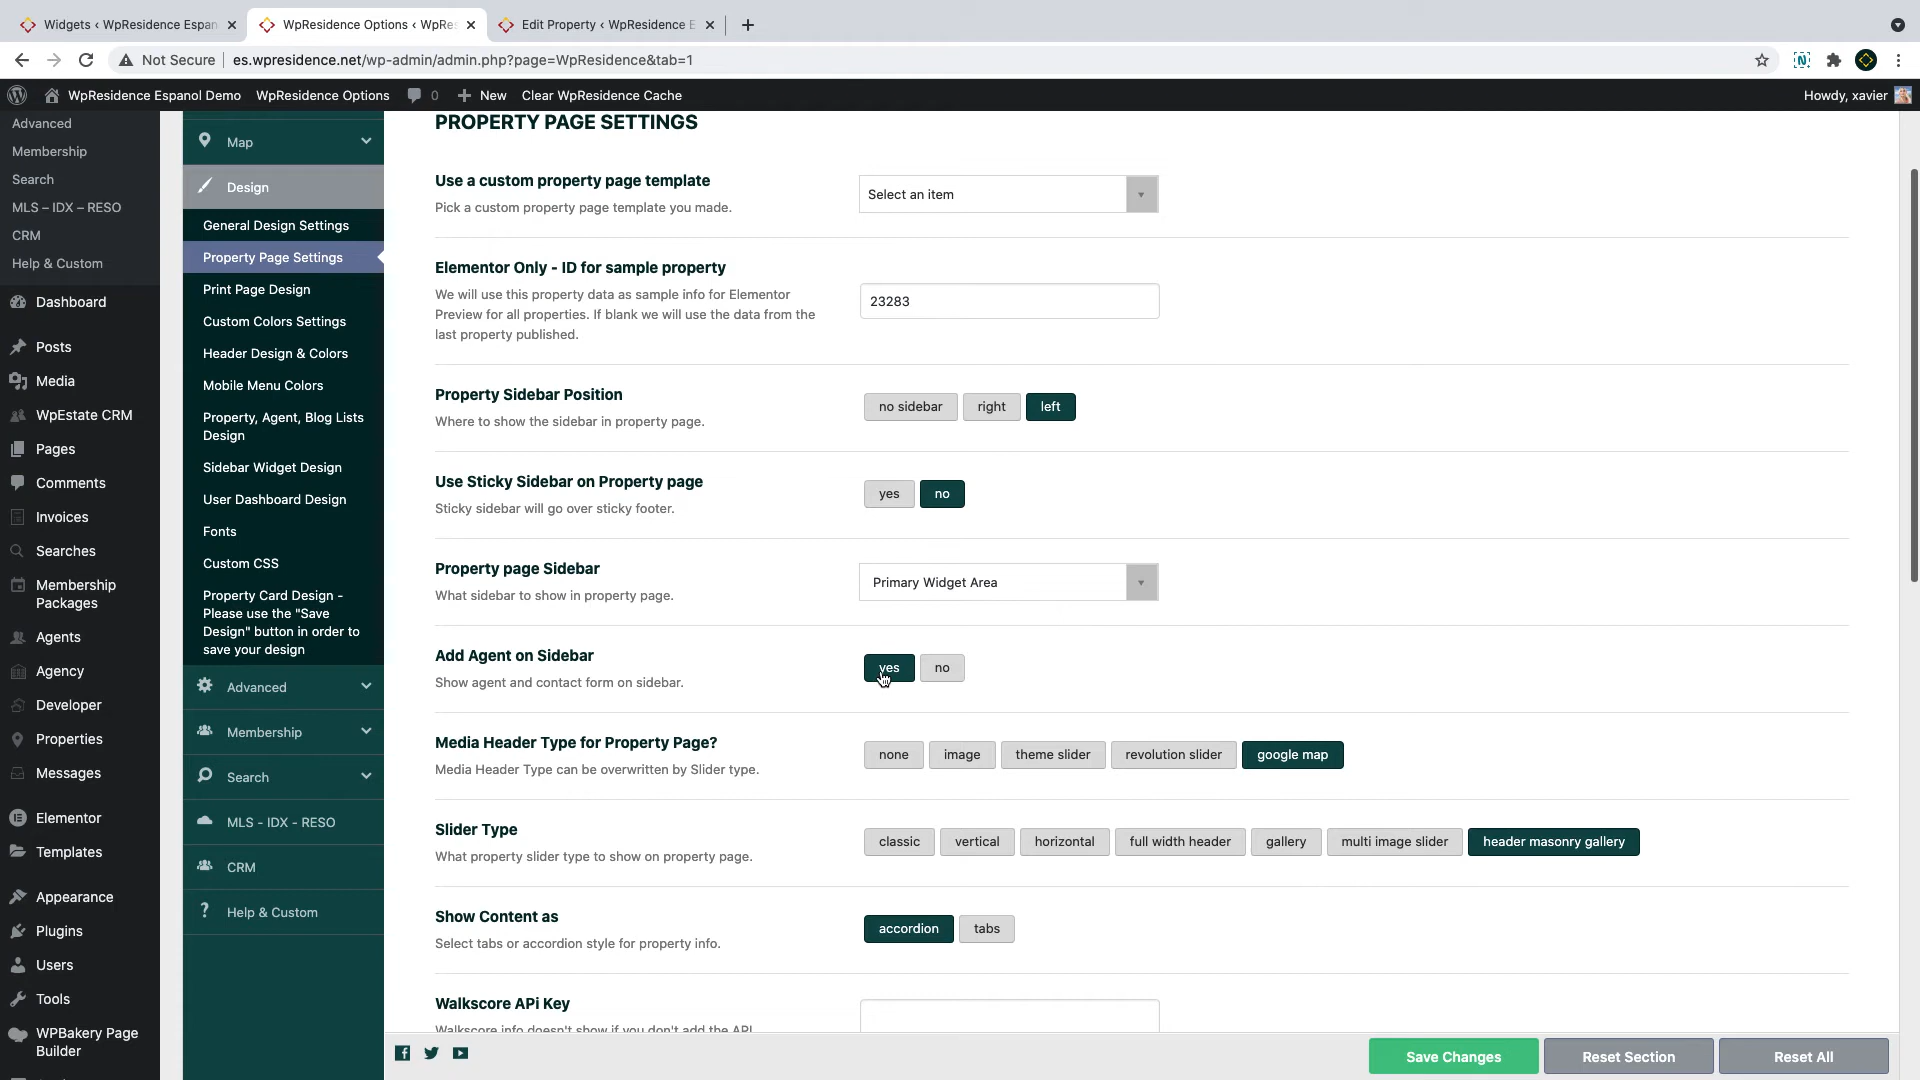 Widgets ‹ WpResidence Espan
WpResidence Options ‹ WpRes
Edit Property ‹ WpResidence E
Not Secure
es.wpresidence.net/wp-admin/admin.php?page=WpResidence&tab=1
WpResidence Espanol Demo
WpResidence Options
0
New
Clear WpResidence Cache
Howdy, xavier
Advanced
Membership
Search
MLS – IDX – RESO
CRM
Help & Custom
Dashboard
Posts
Media
WpEstate CRM
Pages
Comments
Invoices
Searches
Membership
Packages
Agents
Agency
Developer
Properties
Messages
Elementor
Templates
Appearance
Plugins
Users
Tools
WPBakery Page
Builder
Map
Design
General Design Settings
Property Page Settings
Print Page Design
Custom Colors Settings
Header Design & Colors
Mobile Menu Colors
Property, Agent, Blog Lists
Design
Sidebar Widget Design
User Dashboard Design
Fonts
Custom CSS
Property Card Design -
Please use the "Save
Design" button in order to
save your design
Advanced
Membership
Search
MLS - IDX - RESO
CRM
Help & Custom
PROPERTY PAGE SETTINGS
Use a custom property page template
Pick a custom property page template you made.
Select an item
Elementor Only - ID for sample property
We will use this property data as sample info for Elementor
Preview for all properties. If blank we will use the data from the
last property published.
23283
Property Sidebar Position
Where to show the sidebar in property page.
no sidebar
right
left
Use Sticky Sidebar on Property page
Sticky sidebar will go over sticky footer.
yes
no
Property page Sidebar
What sidebar to show in property page.
Primary Widget Area
Add Agent on Sidebar
Show agent and contact form on sidebar.
yes
no
Media Header Type for Property Page?
Media Header Type can be overwritten by Slider type.
none
image
theme slider
revolution slider
google map
Slider Type
What property slider type to show on property page.
classic
vertical
horizontal
full width header
gallery
multi image slider
header masonry gallery
Show Content as
Select tabs or accordion style for property info.
accordion
tabs
Walkscore APi Key
Walkscore info doesn't show if you don't add the API
Save Changes
Reset Section
Reset All